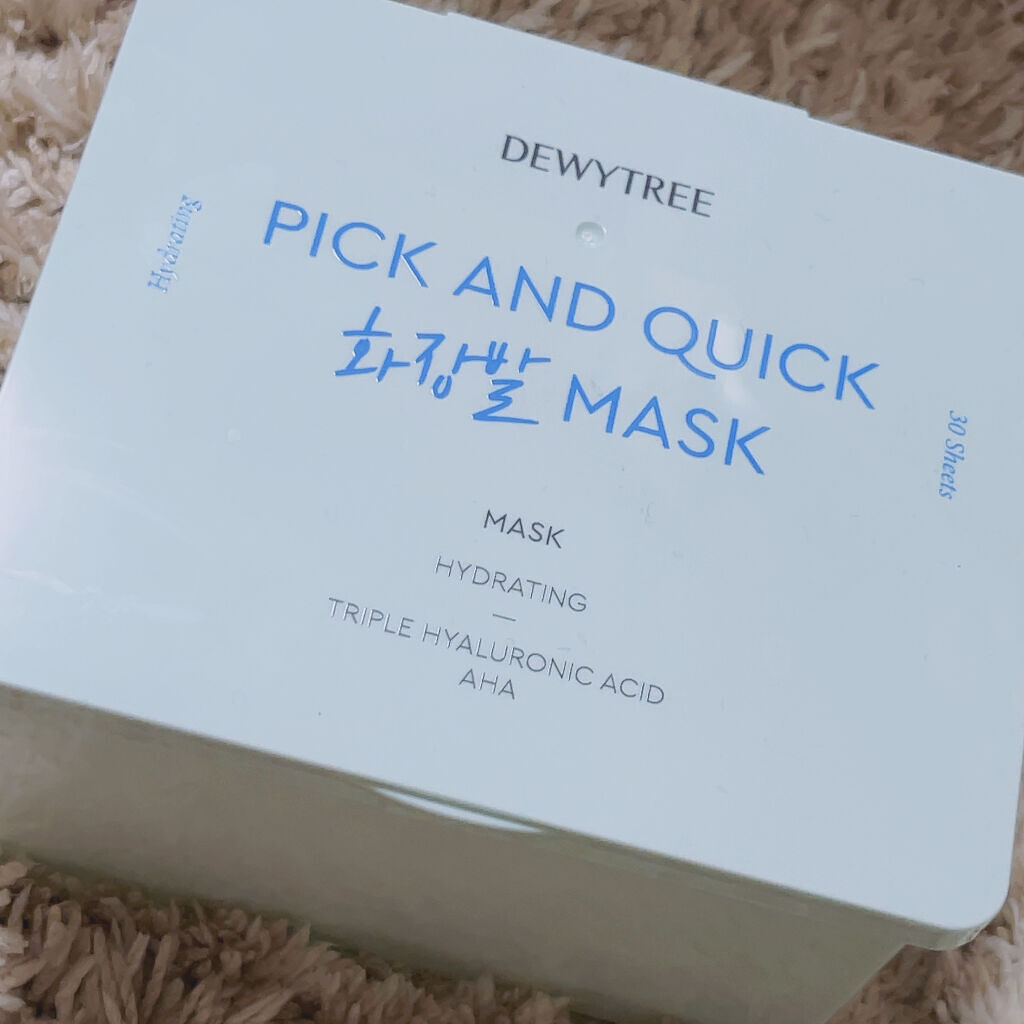 DEWYTREE
PICK AND QUICK
화장발 MASK
Hydrating
30 Sheets
MASK
HYDRATING
TRIPLE HYALURONIC ACID
AHA